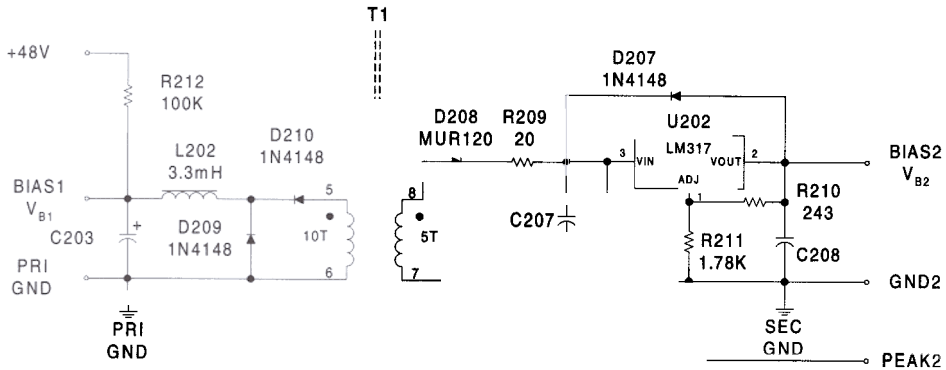 T1
+48V
R212
100K
D207
1N4148
D208
MUR120
R209
20
U202
LM317
3
VIN
VOUT
2
ADJ
1
BIAS2
VB2
L202
3.3mH
D210
1N4148
BIAS1
VB1
C203
+
D209
1N4148
5
10T
6
8
5T
7
C207
R210
243
R211
1.78K
C208
PRI
GND
GND2
PRI
GND
SEC
GND
PEAK2